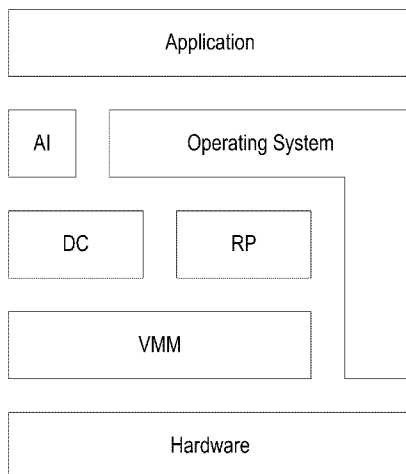 Application
AI
Operating System
DC
RP
VMM
Hardware